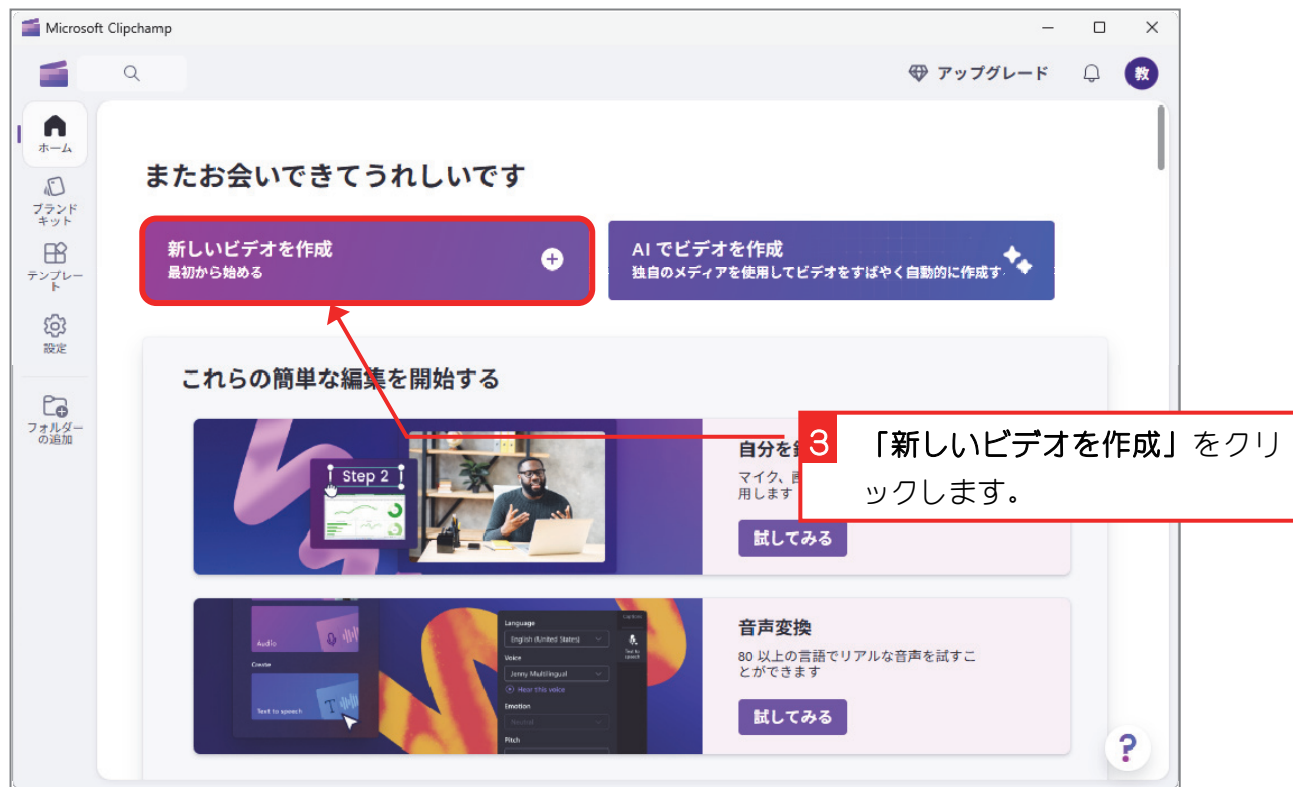 Microsoft Clipchamp
アップグレード
教
ホーム
ブランド
キット
テンプレー
ト
設定
フォルダー
の追加
またお会いできてうれしいです
新しいビデオを作成
最初から始める
AI でビデオを作成
独自のメディアを使用してビデオをすばやく自動的に作成す
これらの簡単な編集を開始する
Step 2
自分を
マイク、
用します
試してみる
3 「新しいビデオを作成」をクリ
ックします。
Audio
Create
Text to speech
T
Language
English (United States)
Voice
Jenny Multilingual
Hear this voice
Emotion
Neutral
Pitch
Captions
Text to
speech
音声変換
80 以上の言語でリアルな音声を試すこ
とができます
試してみる
?